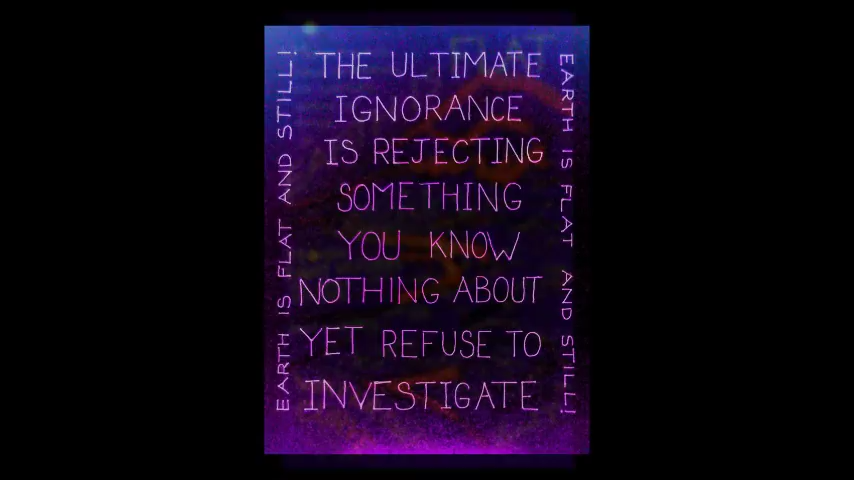 EARTH IS FLAT AND STILL!
THE ULTIMATE
IGNORANCE
IS REJECTING
SOMETHING
YOU KNOW
NOTHING ABOUT
YET REFUSE TO
INVESTIGATE
EARTH IS FLAT AND STILL!